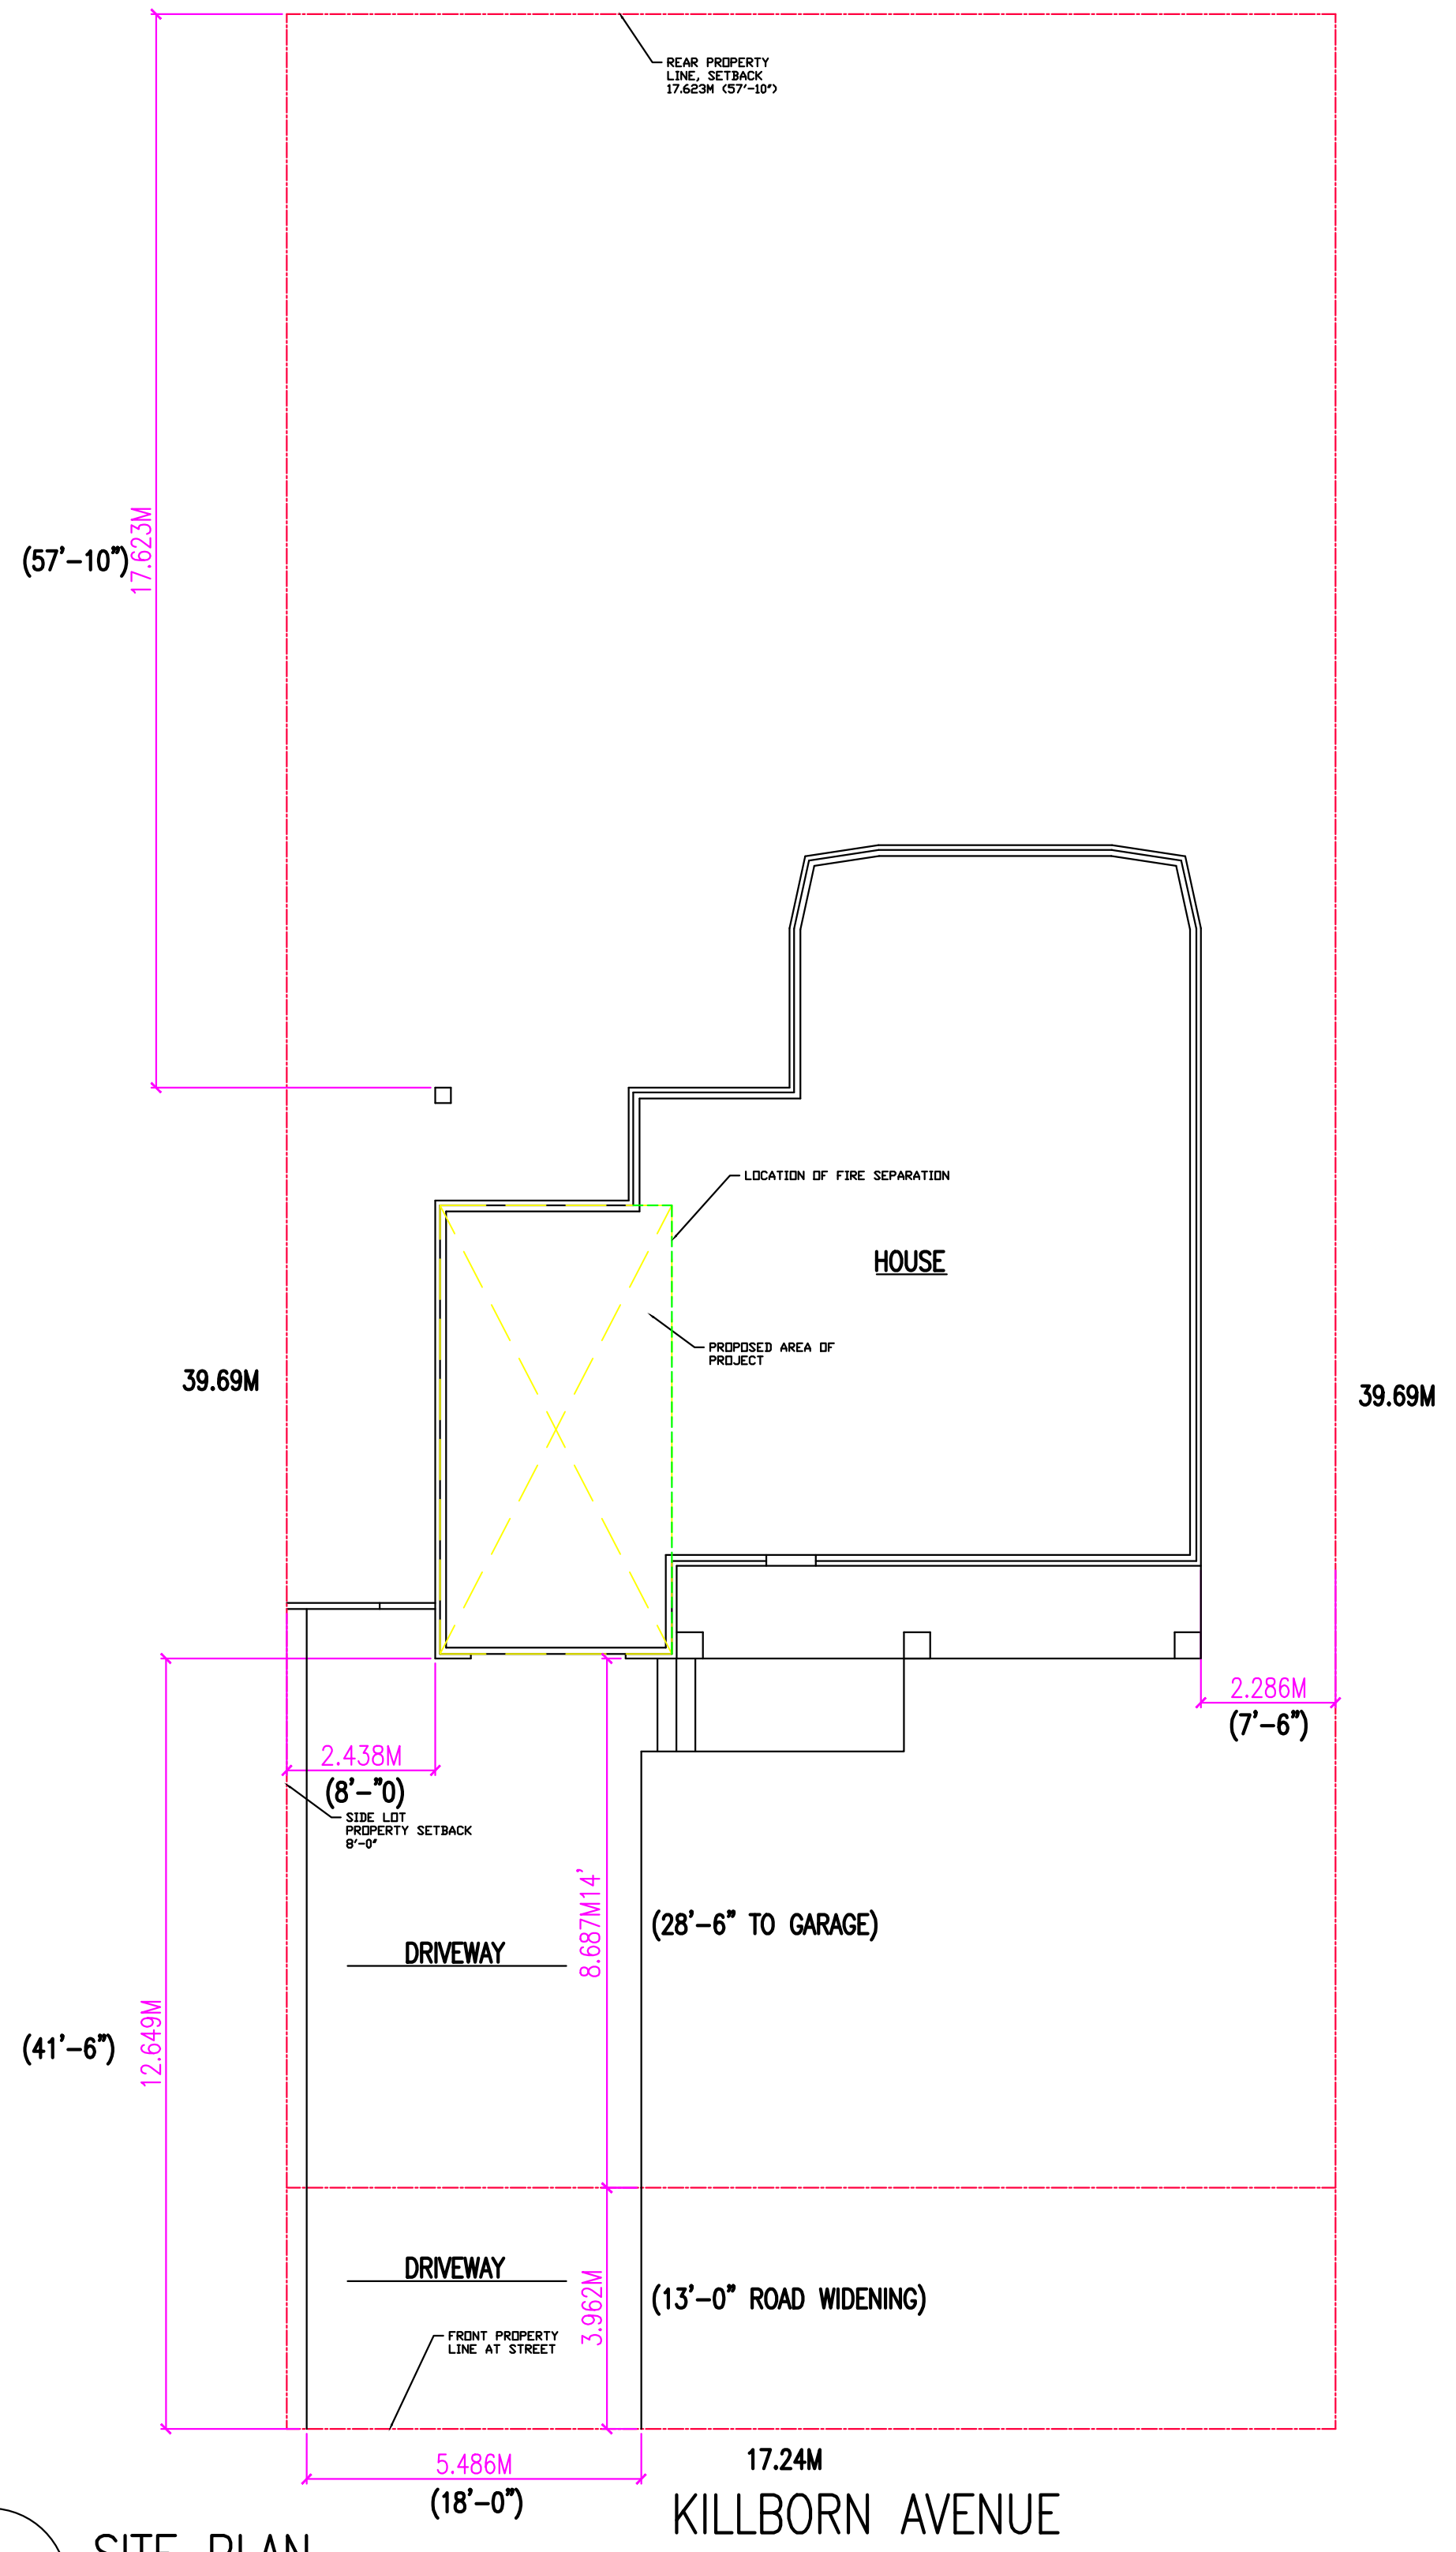 REAR PROPERTY
LINE, SETBACK
17.623M (57'-10")
(57'-10")
17.623M
LOCATION OF FIRE SEPARATION
HOUSE
PROPOSED AREA OF
PROJECT
39.69M
39.69M
2.286M
(7'-6")
2.438M
(8'-"0)
SIDE LOT
PROPERTY SETBACK
8'-0"
8.687M14'
(28'-6" TO GARAGE)
DRIVEWAY
(41'-6")
12.649M
DRIVEWAY
3.962M
(13'-0" ROAD WIDENING)
FRONT PROPERTY
LINE AT STREET
5.486M
(18'-0")
17.24M
KILLBORN AVENUE
SITE PLAN